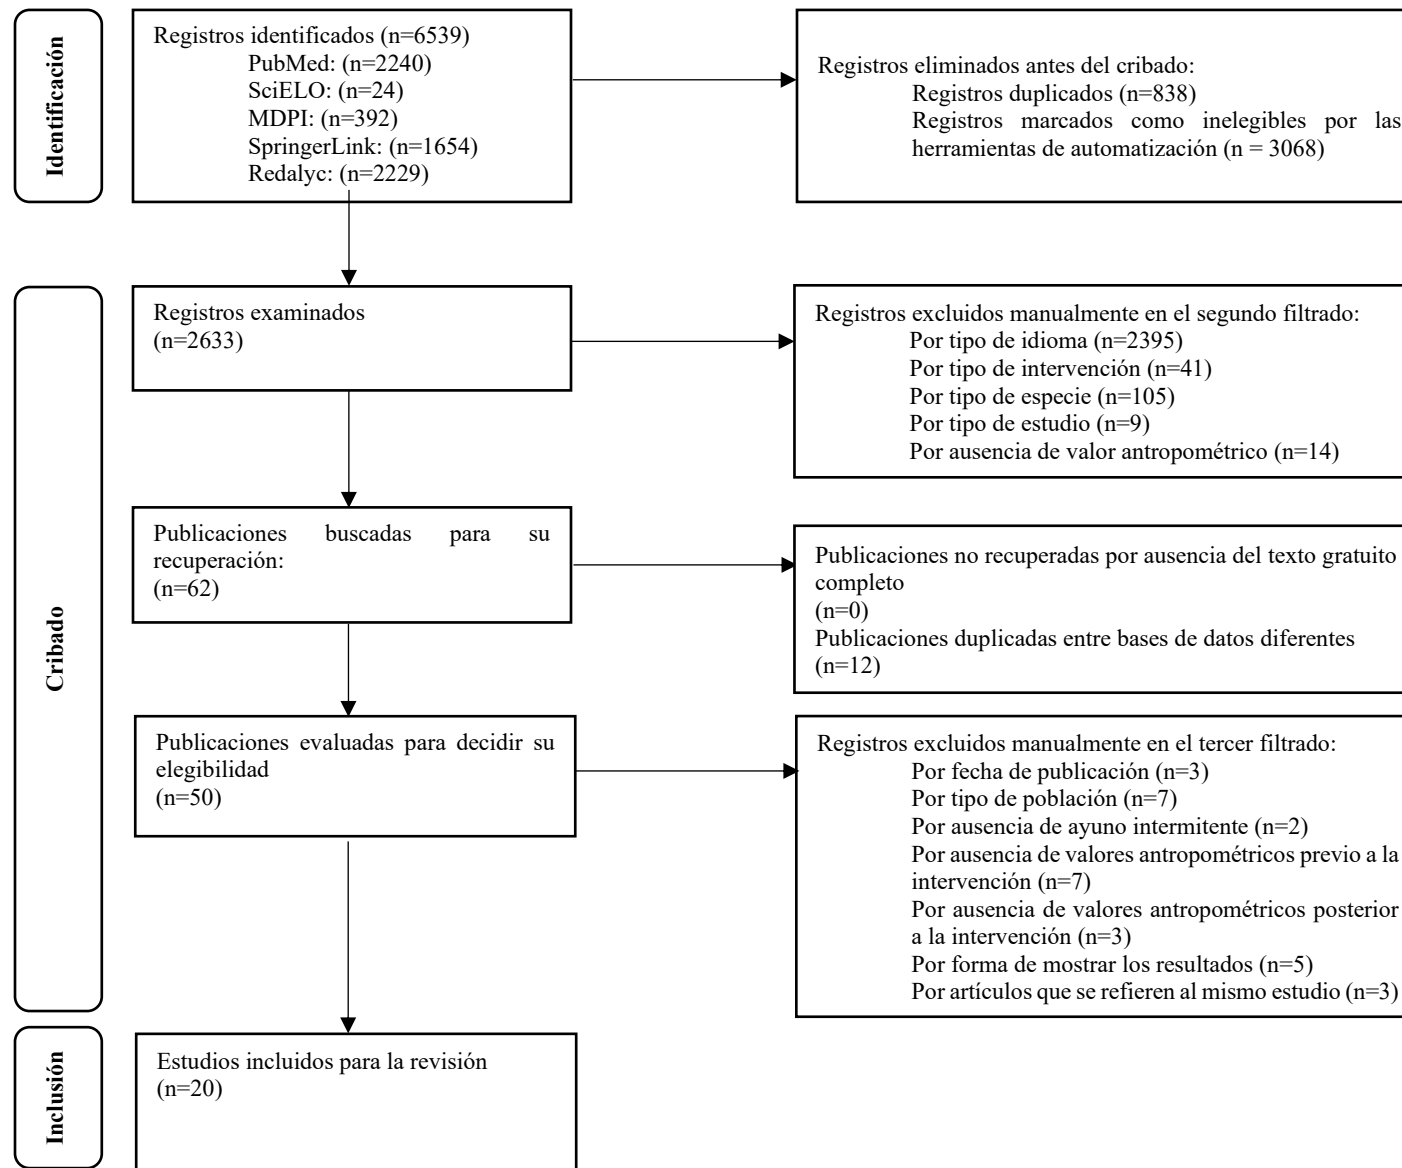 Identificación
Registros identificados (n=6539)
PubMed: (n=2240)
SciELO: (n=24)
MDPI: (n=392)
SpringerLink: (n=1654)
Redalyc: (n=2229)
Registros eliminados antes del cribado:
Registros duplicados (n=838)
Registros marcados como inelegibles por las
herramientas de automatización (n = 3068)
Cribado
Registros examinados
(n=2633)
Registros excluidos manualmente en el segundo filtrado:
Por tipo de idioma (n=2395)
Por tipo de intervención (n=41)
Por tipo de especie (n=105)
Por tipo de estudio (n=9)
Por ausencia de valor antropométrico (n=14)
Publicaciones buscadas para su
recuperación:
(n=62)
Publicaciones no recuperadas por ausencia del texto gratuito
completo
(n=0)
Publicaciones duplicadas entre bases de datos diferentes
(n=12)
Publicaciones evaluadas para decidir su
elegibilidad
(n=50)
Registros excluidos manualmente en el tercer filtrado:
Por fecha de publicación (n=3)
Por tipo de población (n=7)
Por ausencia de ayuno intermitente (n=2)
Por ausencia de valores antropométricos previo a la
intervención (n=7)
Por ausencia de valores antropométricos posterior
a la intervención (n=3)
Por forma de mostrar los resultados (n=5)
Por artículos que se refieren al mismo estudio (n=3)
Inclusión
Estudios incluidos para la revisión
(n=20)